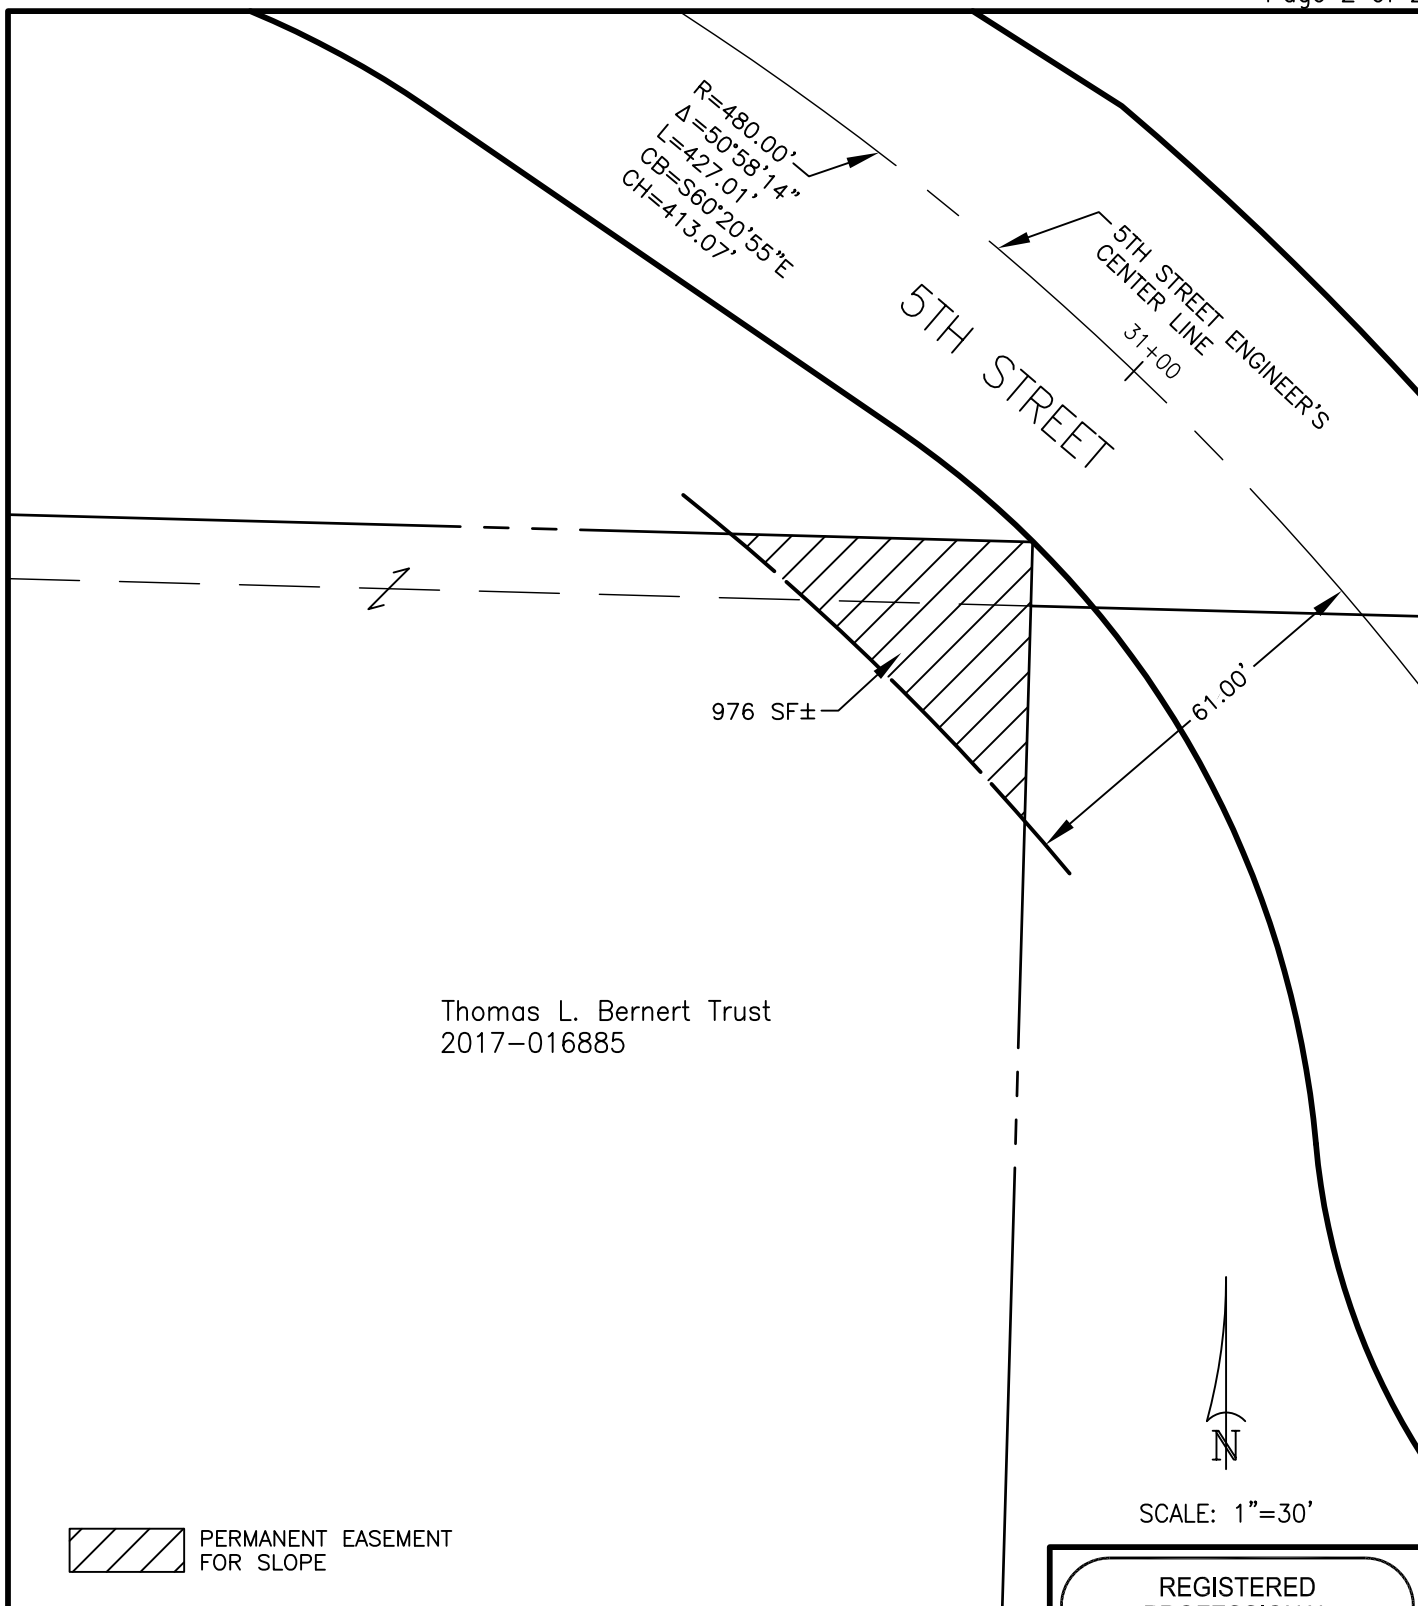 R=480.00'
Δ=50°58'14"
L=427.01'
CB=S60°20'55"E
CH=413.07'
5TH STREET ENGINEER'S
CENTER LINE
31+00
5TH STREET
61.00'
976 SF±
Thomas L. Bernert Trust
2017-016885
N
SCALE: 1"=30'
PERMANENT EASEMENT
FOR SLOPE
REGISTERED